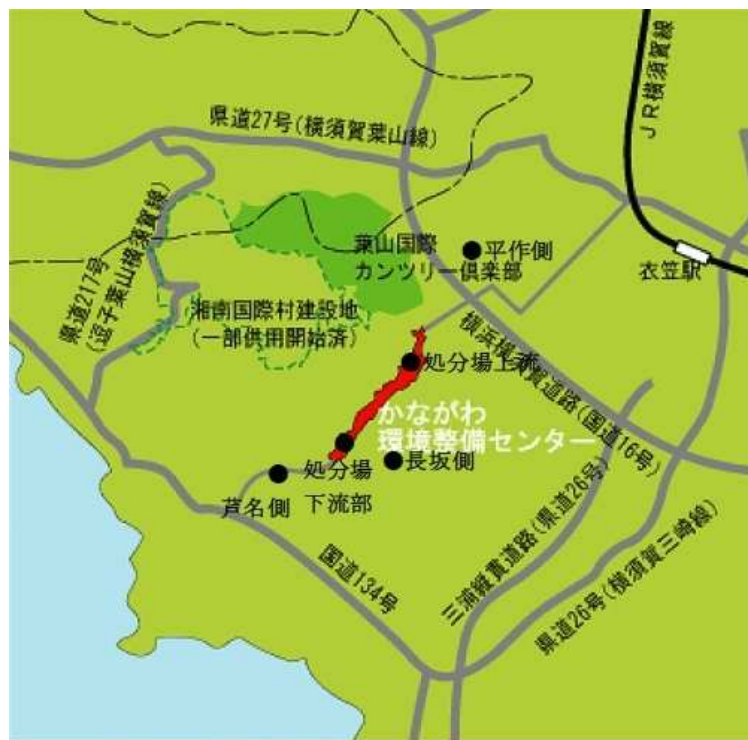 県道27号(横須賀葉山線)
JR横須賀線
葉山国際
カンツリー倶楽部
平作側
衣笠駅
県道217号
(逗子葉山横須賀線)
湘南国際村建設地
(一部供用開始済)
横浜横須賀道路(国道16号)
処分場上流
かながわ
環境整備センター
処分場
下流部
長坂側
芦名側
国道134号
三浦縦貫道路(県道26号)
県道26号(横須賀三崎線)